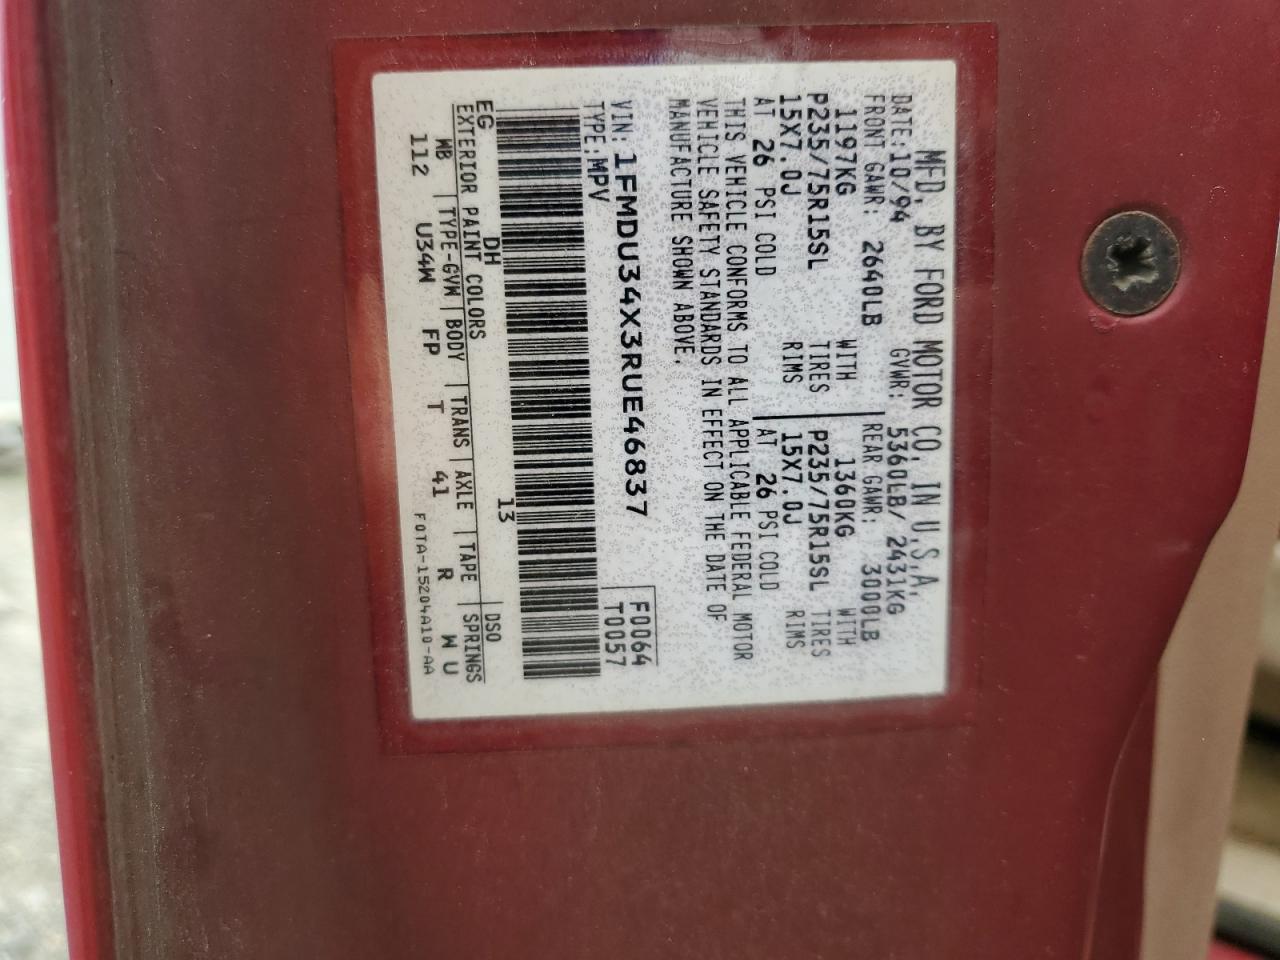 MFD. BY FORD MOTOR CO. IN U.S.A.
DATE:10/94 GVWR: 5360LB/ 2431KG
FRONT GAWR: 2640LB REAR GAWR: 3000LB
1197KG WITH 1360KG WITH
P235/75R15SL TIRES P235/75R15SL TIRES
15X7.0J RIMS 15X7.0J RIMS
AT 26 PSI COLD AT 26 PSI COLD
THIS VEHICLE CONFORMS TO ALL APPLICABLE FEDERAL MOTOR
VEHICLE SAFETY STANDARDS IN EFFECT ON THE DATE OF
MANUFACTURE SHOWN ABOVE.
VIN: 1FMDU34X3RUE46837 F0064
TYPE:MPV T0057
13
EG DH DSO
EXTERIOR PAINT COLORS
MB TYPE-GVW BODY TRANS AXLE TAPE SPRINGS
112 U34W FP T 41 R W U
F0TA-15204A10-AA